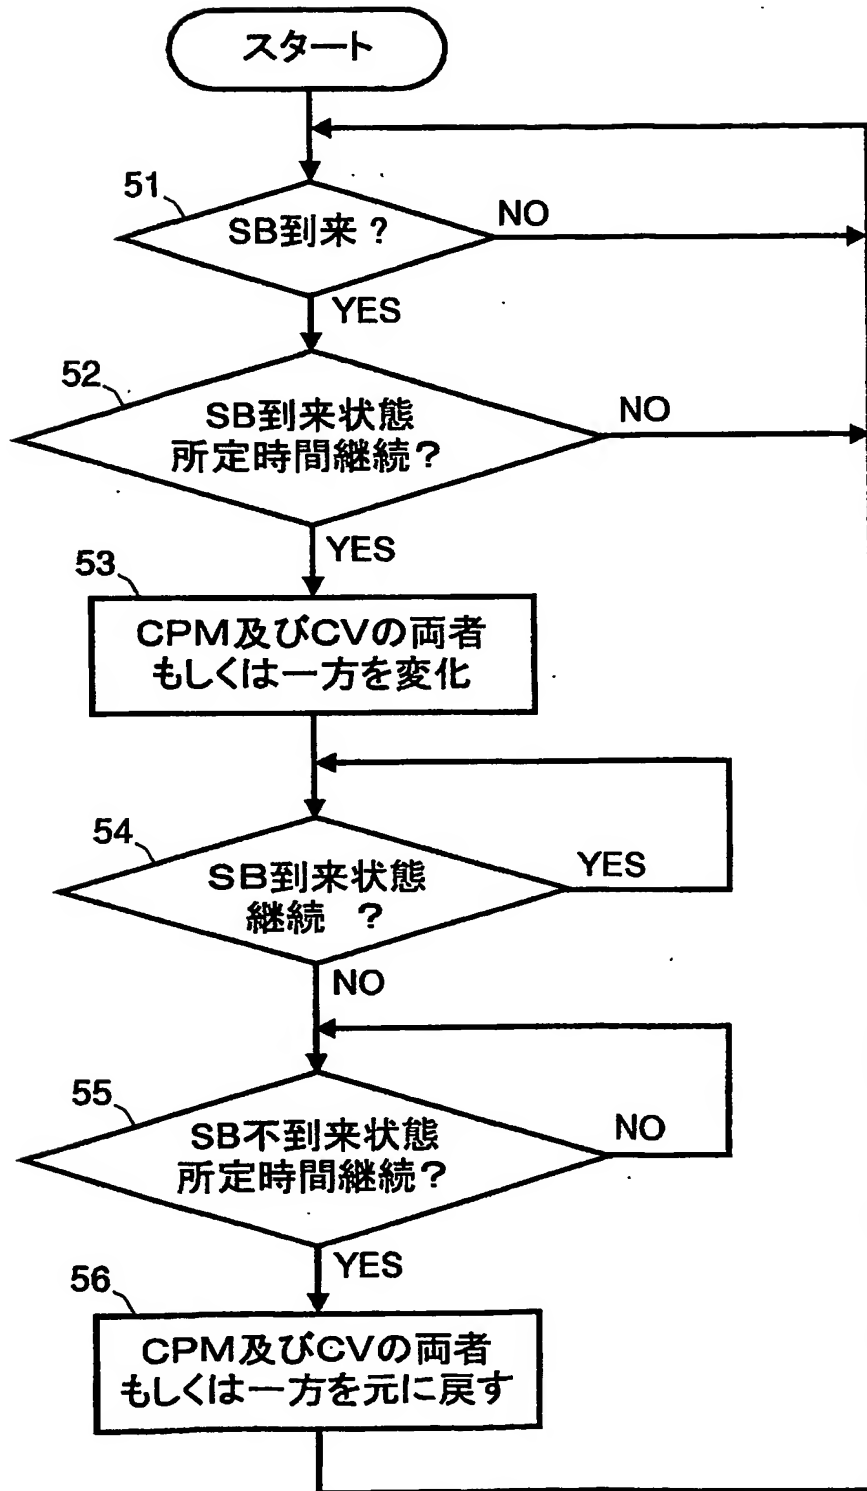 スタート
51
SB到来?
NO
YES
52
SB到来状態
所定時間継続?
NO
YES
53
CPM及びCVの両者
もしくは一方を変化
54
SB到来状態
継続 ?
YES
NO
55
SB不到来状態
所定時間継続?
NO
YES
56
CPM及びCVの両者
もしくは一方を元に戻す